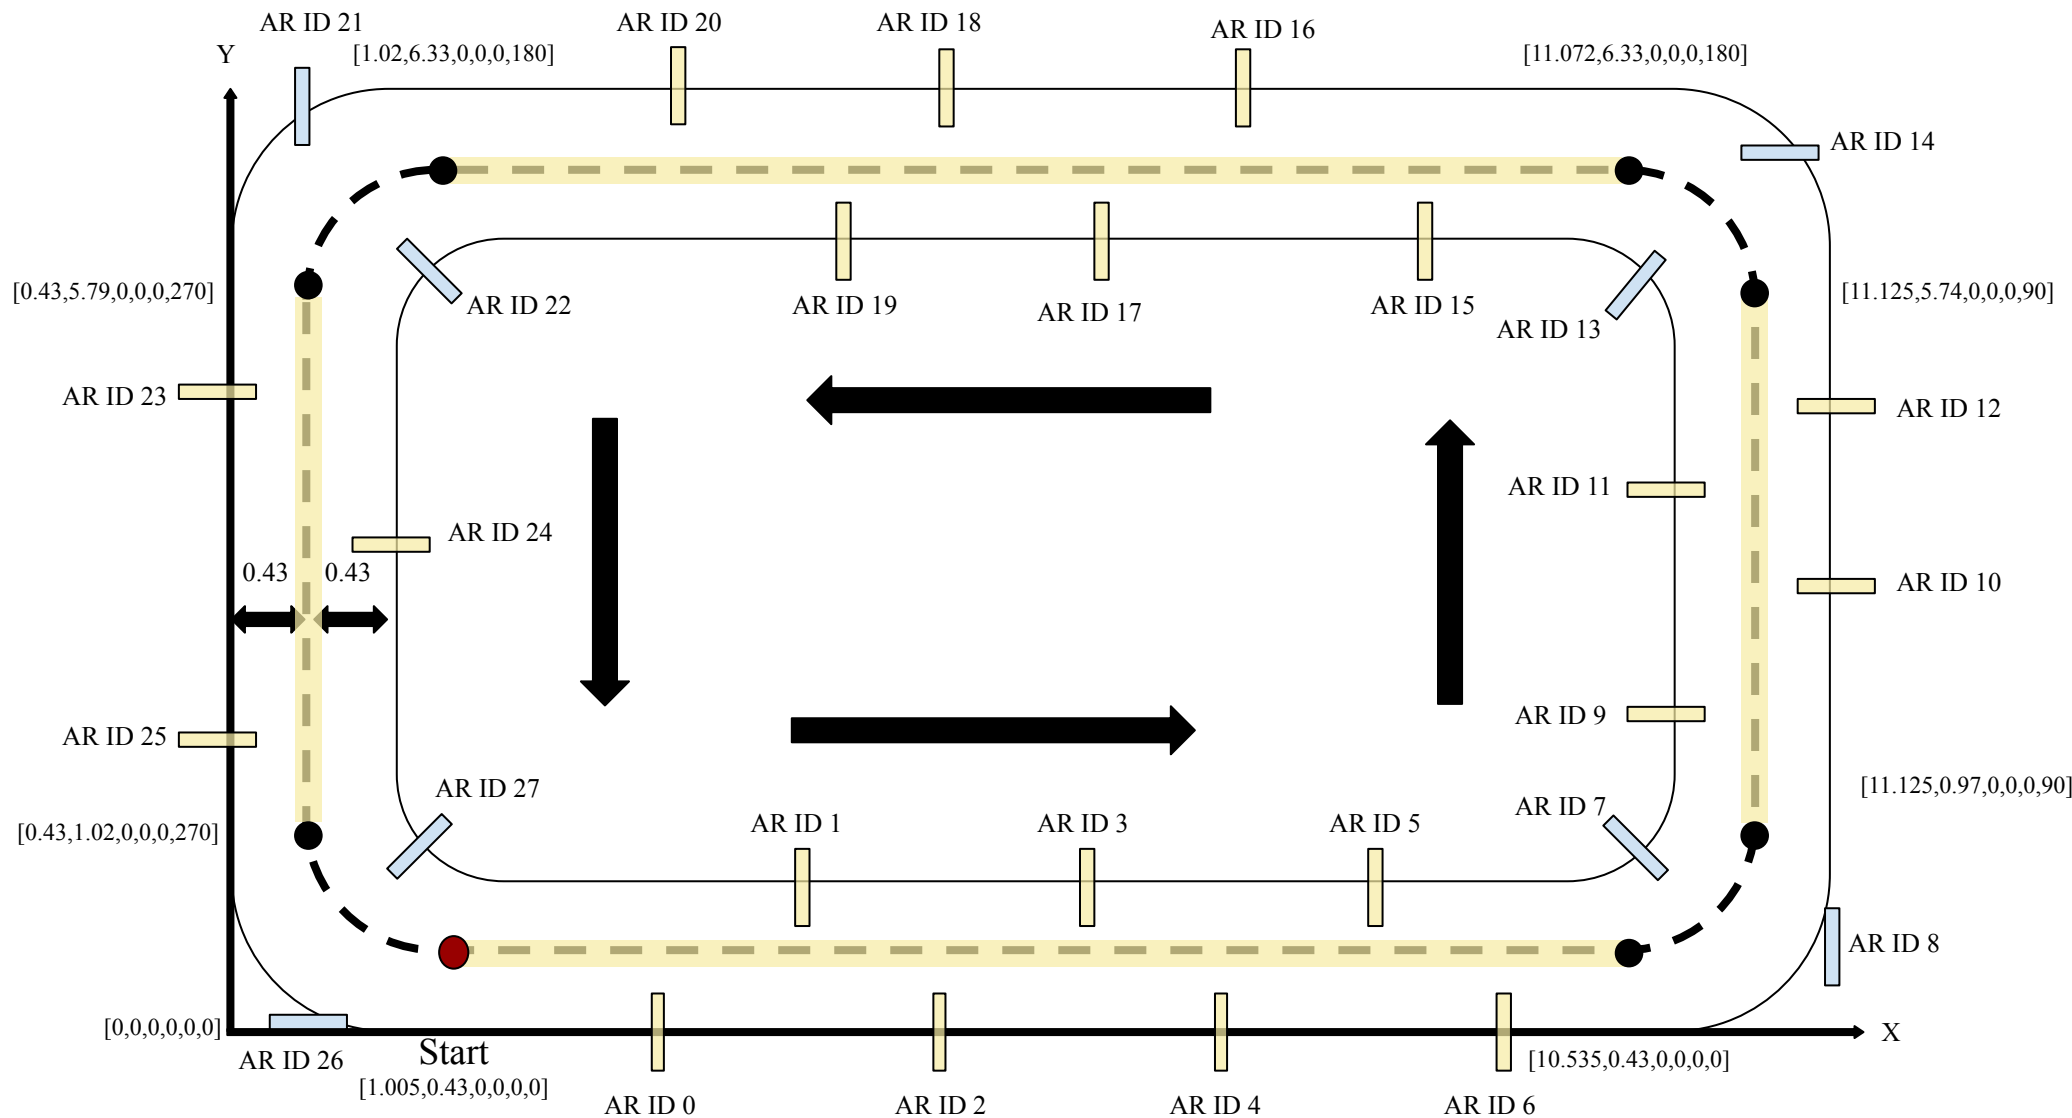 AR ID 21
AR ID 20
AR ID 18
AR ID 16
Y
[1.02,6.33,0,0,0,180]
[11.072,6.33,0,0,0,180]
AR ID 14
[0.43,5.79,0,0,0,270]
AR ID 22
AR ID 19
AR ID 17
AR ID 15
AR ID 13
[11.125,5.74,0,0,0,90]
AR ID 23
AR ID 12
AR ID 11
AR ID 24
0.43
0.43
AR ID 10
AR ID 25
AR ID 9
AR ID 27
[11.125,0.97,0,0,0,90]
AR ID 7
[0.43,1.02,0,0,0,270]
AR ID 1
AR ID 3
AR ID 5
AR ID 8
[0,0,0,0,0,0]
X
AR ID 26
Start
[1.005,0.43,0,0,0,0]
[10.535,0.43,0,0,0,0]
AR ID 0
AR ID 2
AR ID 4
AR ID 6